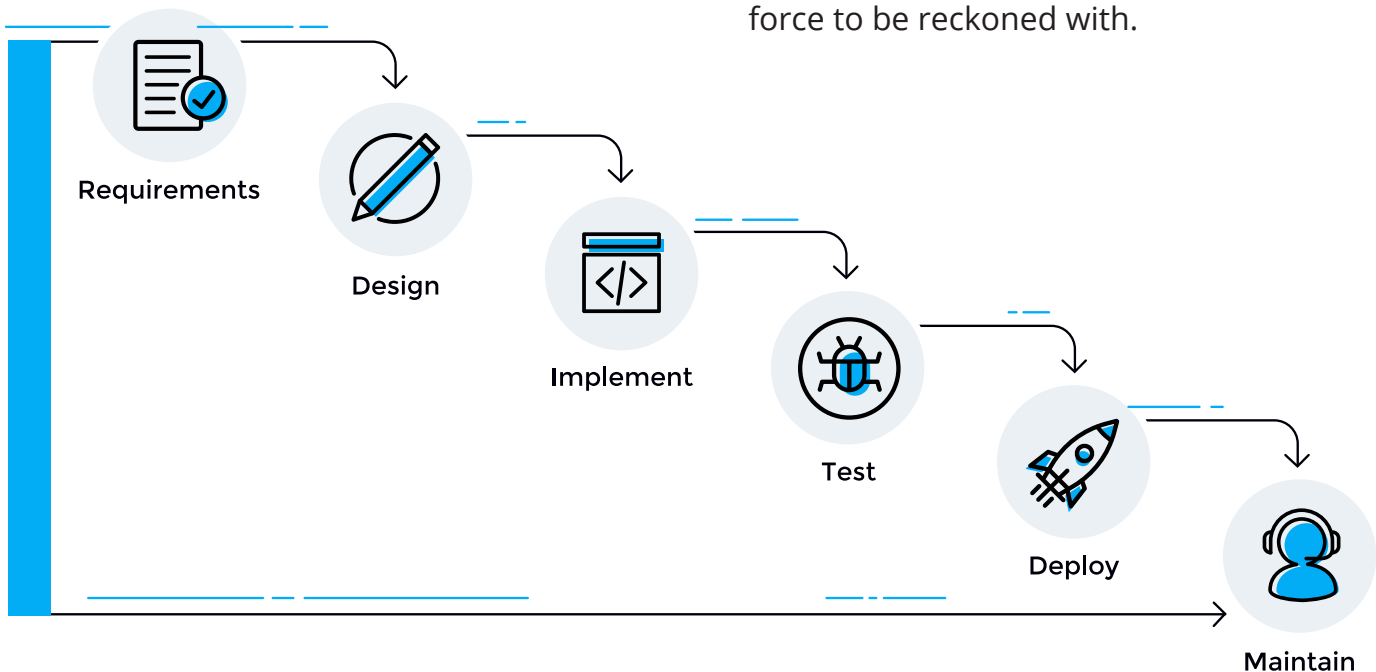 force to be reckoned with.
Requirements
Design
Implement
</>
Test
Deploy
Maintain